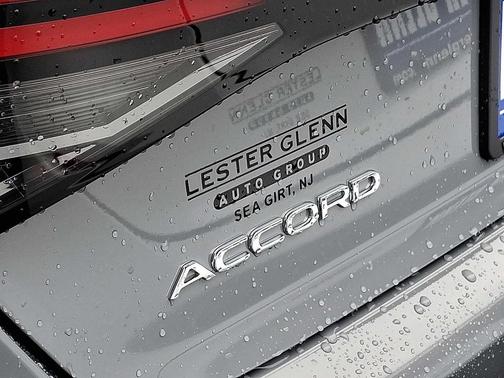 LESTER GLENN
AUTO GROUP
SEA GIRT, NJ
ACCORD